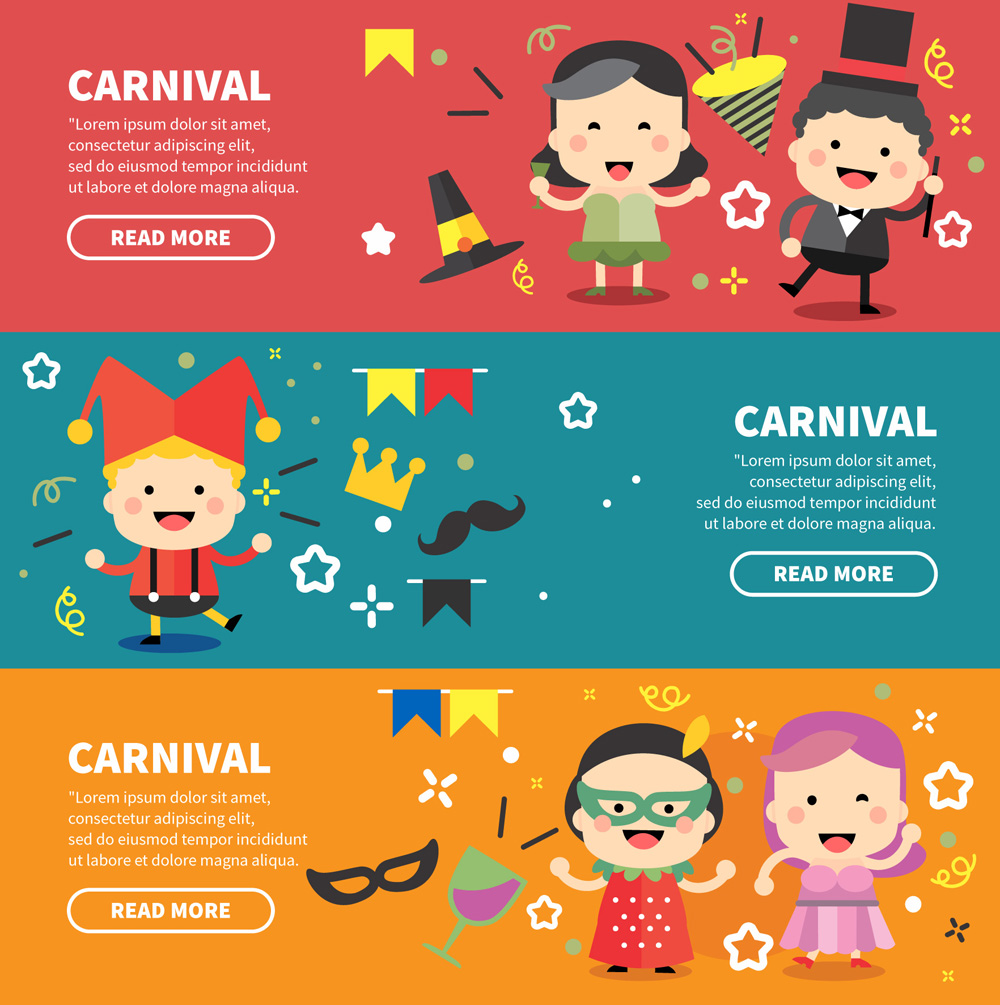 CARNIVAL
"Lorem ipsum dolor sit amet,
consectetur adipiscing elit,
sed do eiusmod tempor incididunt
ut labore et dolore magna aliqua.
READ MORE
CARNIVAL
"Lorem ipsum dolor sit amet,
consectetur adipiscing elit,
sed do eiusmod tempor incididunt
ut labore et dolore magna aliqua.
READ MORE
CARNIVAL
"Lorem ipsum dolor sit amet,
consectetur adipiscing elit,
sed do eiusmod tempor incididunt
ut labore et dolore magna aliqua.
READ MORE